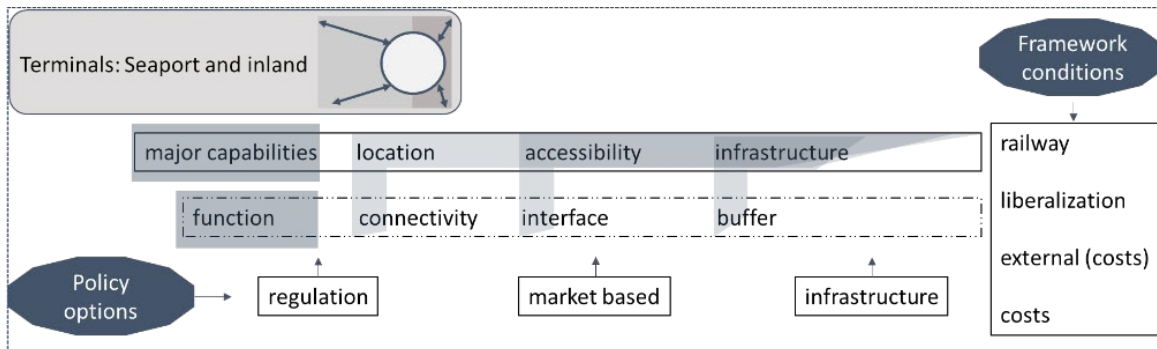 Terminals: Seaport and inland
Framework
conditions
major capabilities location accessibility infrastructure
railway
liberalization
external (costs)
costs
function connectivity interface buffer
Policy
options
regulation market based infrastructure